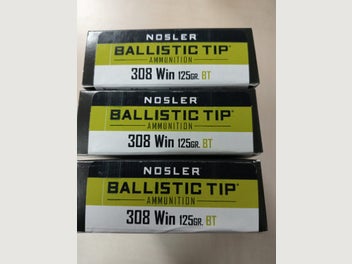 NOSLER
BALLISTIC TIP®
AMMUNITION
308 Win 125GR. BT
NOSLER
BALLISTIC TIP®
AMMUNITION
308 Win 125GR. BT
NOSLER
BALLISTIC TIP®
AMMUNITION
308 Win 125GR. BT